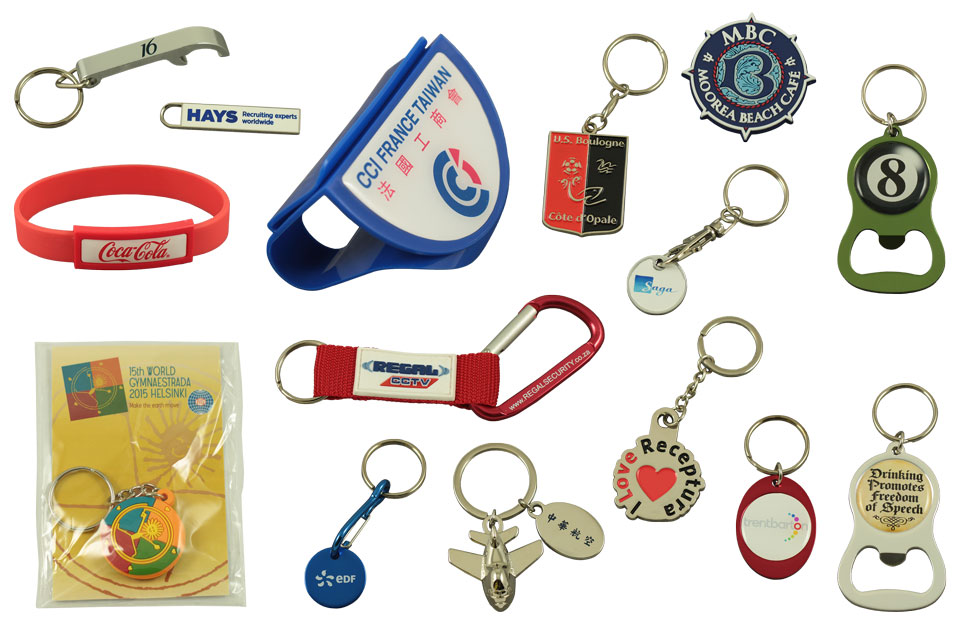 16
HAYS Recruiting experts
worldwide
Coca-Cola
CCI FRANCE TAIWAN
法國工商會
U.S. Boulogne
Côte d'Opale
MBC
MOOREA BEACH CAFÉ
8
Saga
REGAL
CCTV
www.REGALSECURITY.co.za
15th WORLD
GYMNAESTRADA
2015 HELSINKI
Make the earth move
eDF
中華航空
I Love Receptura
trentbarton
Drinking
Promotes
Freedom
of Speech